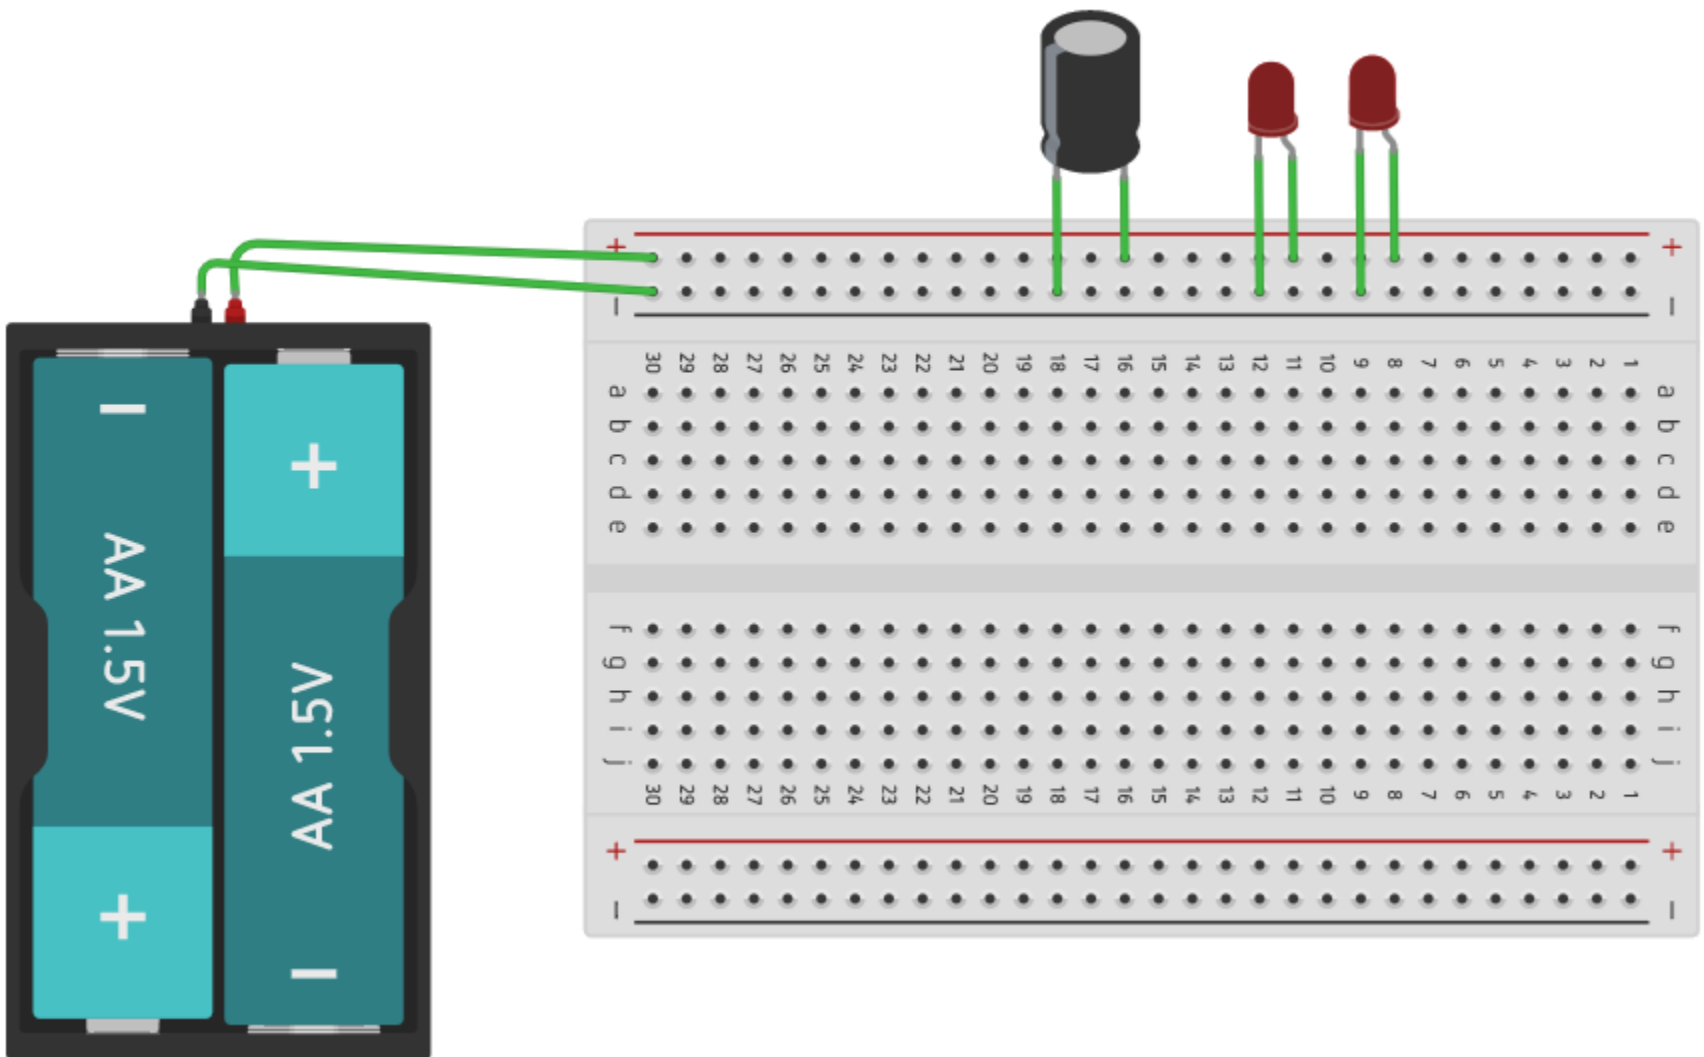 + +
− −
30 29 28 27 26 25 24 23 22 21 20 19 18 17 16 15 14 13 12 11 10 9 8 7 6 5 4 3 2 1
a a
b b
c c
d d
e e
f f
g g
h h
i i
j j
30 29 28 27 26 25 24 23 22 21 20 19 18 17 16 15 14 13 12 11 10 9 8 7 6 5 4 3 2 1
+ +
− −
− AA 1.5V +
+ AA 1.5V −